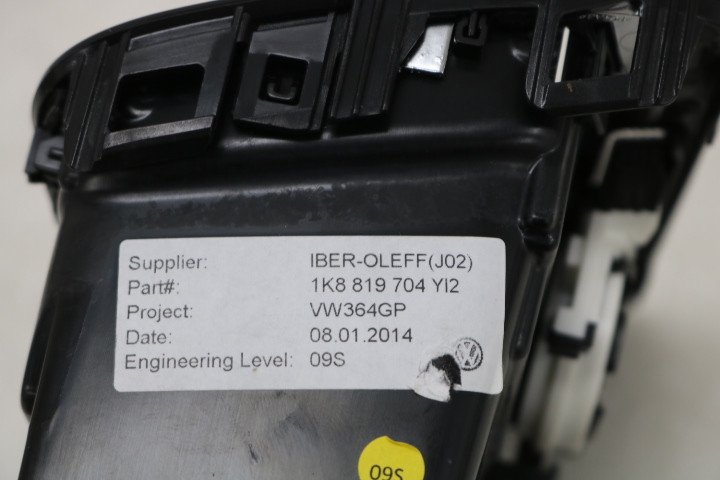 Supplier: IBER-OLEFF(J02)
Part#: 1K8 819 704 YI2
Project: VW364GP
Date: 08.01.2014
Engineering Level: 09S
09S